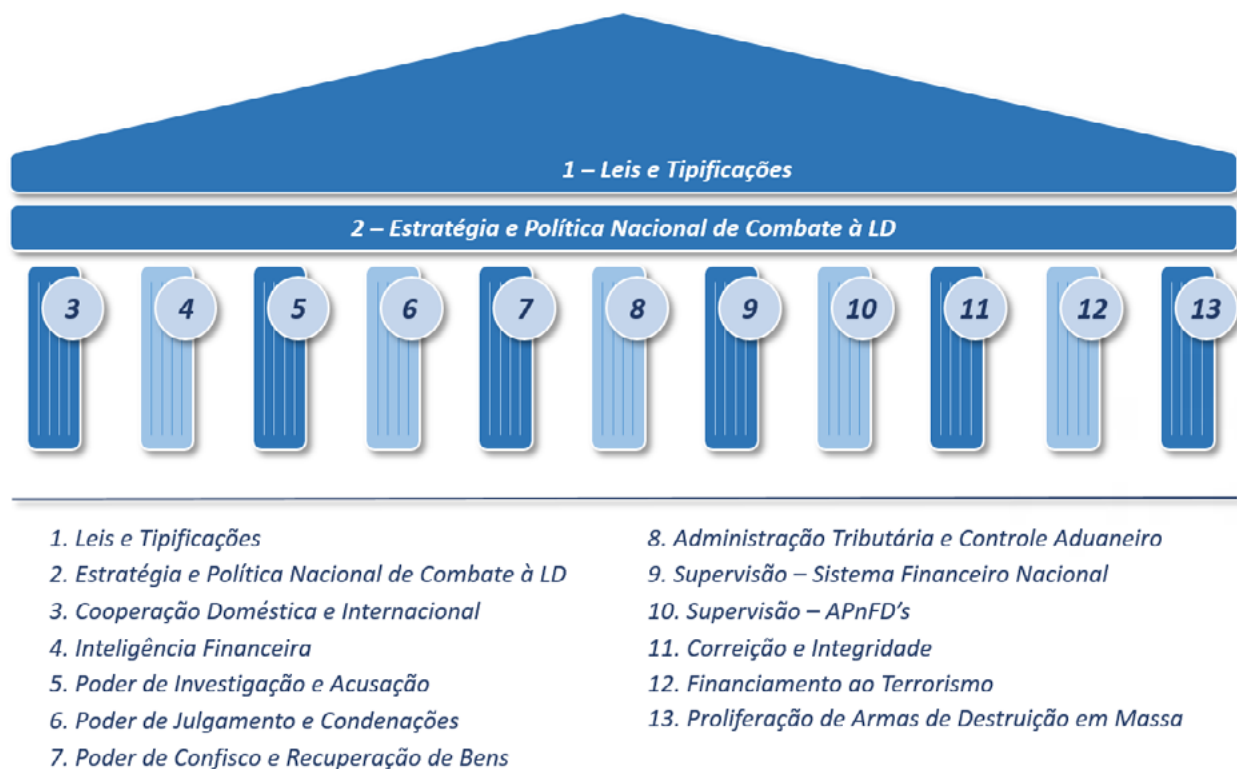 1 – Leis e Tipificações
2 – Estratégia e Política Nacional de Combate à LD
3 4 5 6 7 8 9 10 11 12 13
1. Leis e Tipificações
2. Estratégia e Política Nacional de Combate à LD
3. Cooperação Doméstica e Internacional
4. Inteligência Financeira
5. Poder de Investigação e Acusação
6. Poder de Julgamento e Condenações
7. Poder de Confisco e Recuperação de Bens
8. Administração Tributária e Controle Aduaneiro
9. Supervisão – Sistema Financeiro Nacional
10. Supervisão – APnFD’s
11. Correição e Integridade
12. Financiamento ao Terrorismo
13. Proliferação de Armas de Destruição em Massa